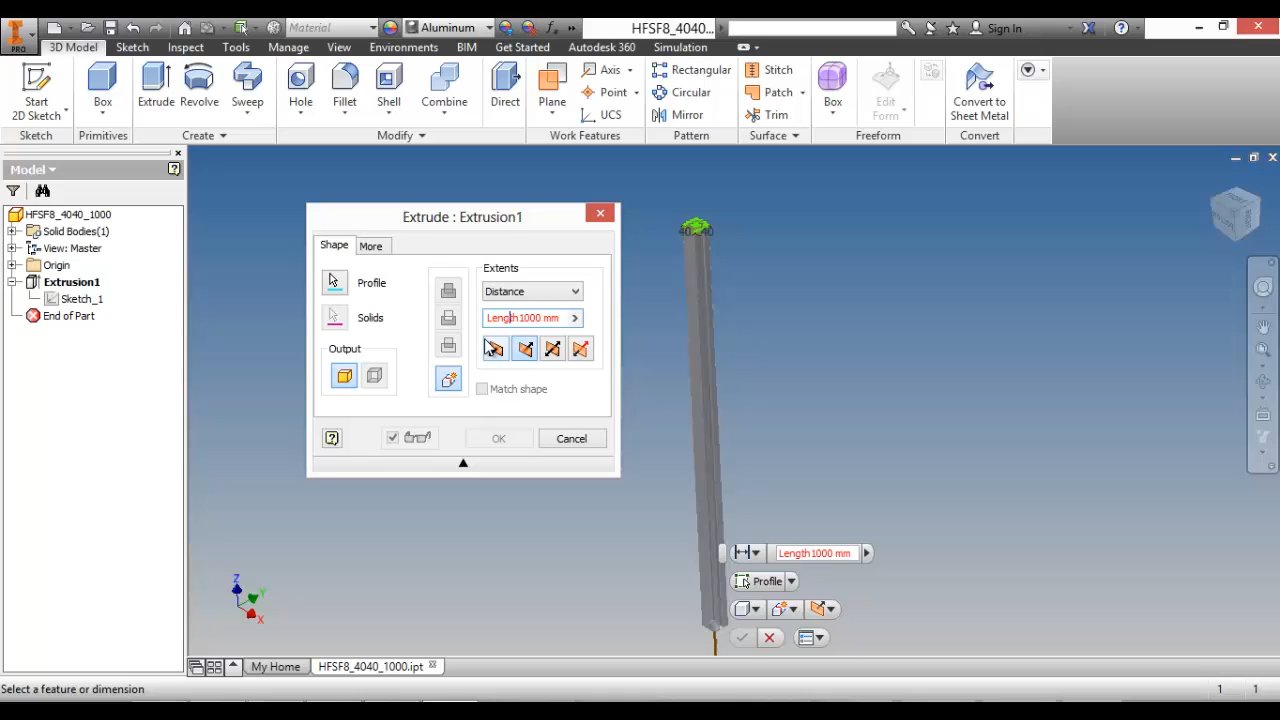 Material
Aluminum
HFSF8_4040...
Sign In
PRO
3D Model
Sketch
Inspect
Tools
Manage
View
Environments
BIM
Get Started
Autodesk 360
Simulation
Start
2D Sketch
Box
Extrude
Revolve
Sweep
Hole
Fillet
Shell
Combine
Direct
Plane
Axis
Point
UCS
Rectangular
Circular
Mirror
Stitch
Patch
Trim
Box
Edit
Form
Convert to
Sheet Metal
Sketch
Primitives
Create
Modify
Work Features
Pattern
Surface
Freeform
Convert
Model
HFSF8_4040_1000
Solid Bodies(1)
View: Master
Origin
Extrusion1
Sketch_1
End of Part
Extrude : Extrusion1
Shape
More
Profile
Solids
Output
Extents
Distance
Length1000 mm
Match shape
OK
Cancel
Length1000 mm
Profile
Z
Y
X
My Home
HFSF8_4040_1000.ipt
Select a feature or dimension
1
1